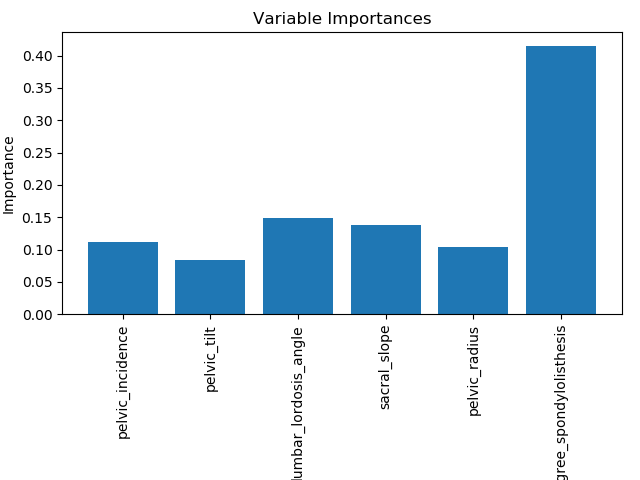 Variable Importances
Importance
0.40
0.35
0.30
0.25
0.20
0.15
0.10
0.05
0.00
pelvic_incidence
pelvic_tilt
lumbar_lordosis_angle
sacral_slope
pelvic_radius
gree_spondylolisthesis